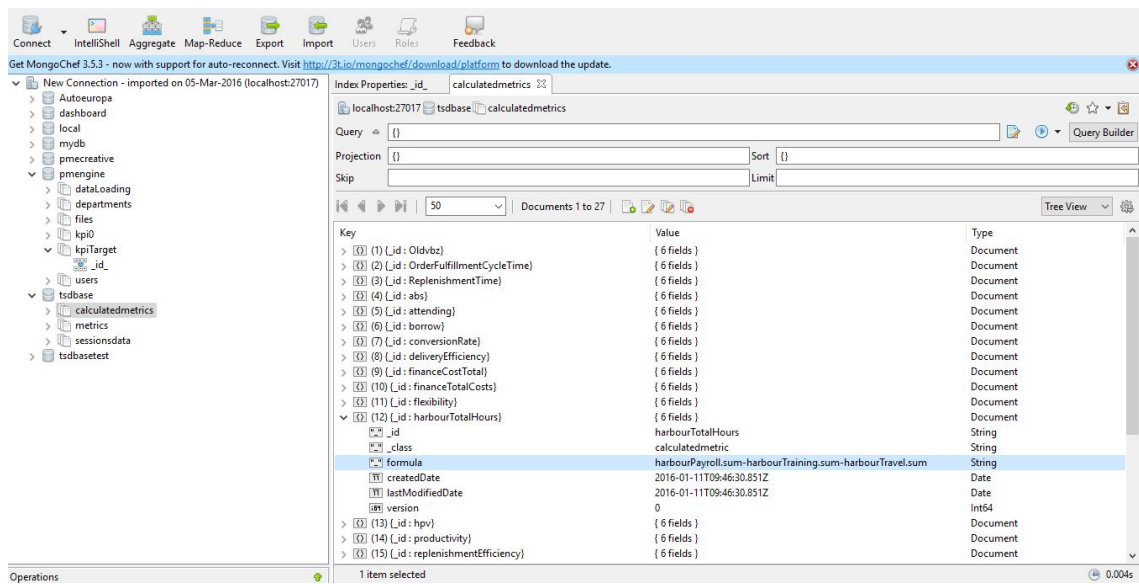 Connect IntelliShell Aggregate Map-Reduce Export Import Users Roles Feedback
Get MongoChef 3.5.3 - now with support for auto-reconnect. Visit http://3t.io/mongochef/download/platform to download the update.
New Connection - imported on 05-Mar-2016 (localhost:27017)
Autoeuropa
dashboard
local
mydb
pmecreative
pmengine
dataLoading
departments
files
kpi0
kpiTarget
_id_
users
tsdbase
calculatedmetrics
metrics
sessionsdata
tsdbasetest
Operations
Index Properties: _id_ calculatedmetrics
localhost:27017 tsdbase calculatedmetrics
Query {} Query Builder
Projection {} Sort {}
Skip Limit
50 Documents 1 to 27 Tree View
Key Value Type
(1) {_id : Oldvbz} { 6 fields } Document
(2) {_id : OrderFulfillmentCycleTime} { 6 fields } Document
(3) {_id : ReplenishmentTime} { 6 fields } Document
(4) {_id : abs} { 6 fields } Document
(5) {_id : attending} { 6 fields } Document
(6) {_id : borrow} { 6 fields } Document
(7) {_id : conversionRate} { 6 fields } Document
(8) {_id : deliveryEfficiency} { 6 fields } Document
(9) {_id : financeCostTotal} { 6 fields } Document
(10) {_id : financeTotalCosts} { 6 fields } Document
(11) {_id : flexibility} { 6 fields } Document
(12) {_id : harbourTotalHours} { 6 fields } Document
_id harbourTotalHours String
_class calculatedmetric String
formula harbourPayroll.sum-harbourTraining.sum-harbourTravel.sum String
createdDate 2016-01-11T09:46:30.851Z Date
lastModifiedDate 2016-01-11T09:46:30.851Z Date
version 0 Int64
(13) {_id : hpv} { 6 fields } Document
(14) {_id : productivity} { 6 fields } Document
(15) {_id : replenishmentEfficiency} { 6 fields } Document
1 item selected 0.004s